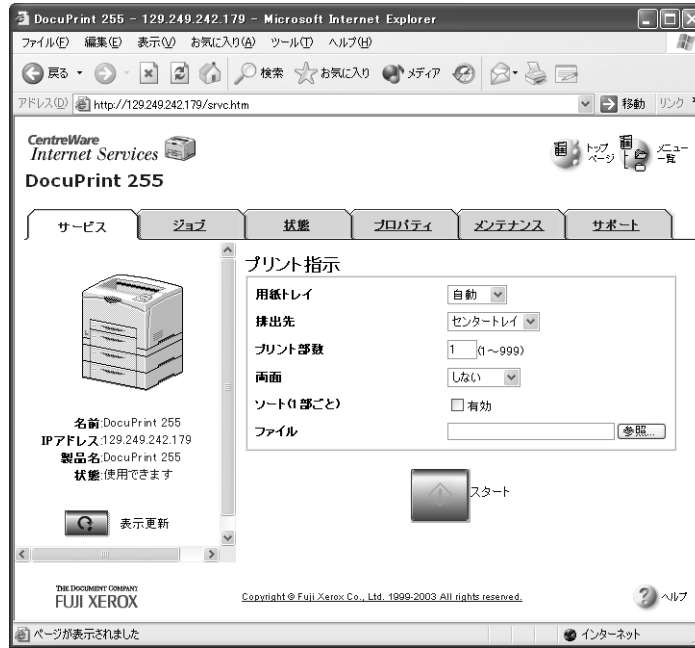 DocuPrint 255 - 129.249.242.179 - Microsoft Internet Explorer
ファイル(F) 編集(E) 表示(V) お気に入り(A) ツール(T) ヘルプ(H)
戻る 検索 お気に入り メディア
アドレス(D) http://129.249.242.179/srvc.htm 移動 リンク
CentreWare
Internet Services
DocuPrint 255
トップページ
メニュー一覧
サービス ジョブ 状態 プロパティ メンテナンス サポート
プリント指示
用紙トレイ 自動
排出先 センタートレイ
プリント部数 1 (1~999)
両面 しない
ソート(1部ごと) 有効
ファイル 参照...
スタート
名前:DocuPrint 255
IPアドレス:129.249.242.179
製品名:DocuPrint 255
状態:使用できます
表示更新
THE DOCUMENT COMPANY
FUJI XEROX
Copyright © Fuji Xerox Co., Ltd. 1999-2003 All rights reserved.
ヘルプ
ページが表示されました インターネット